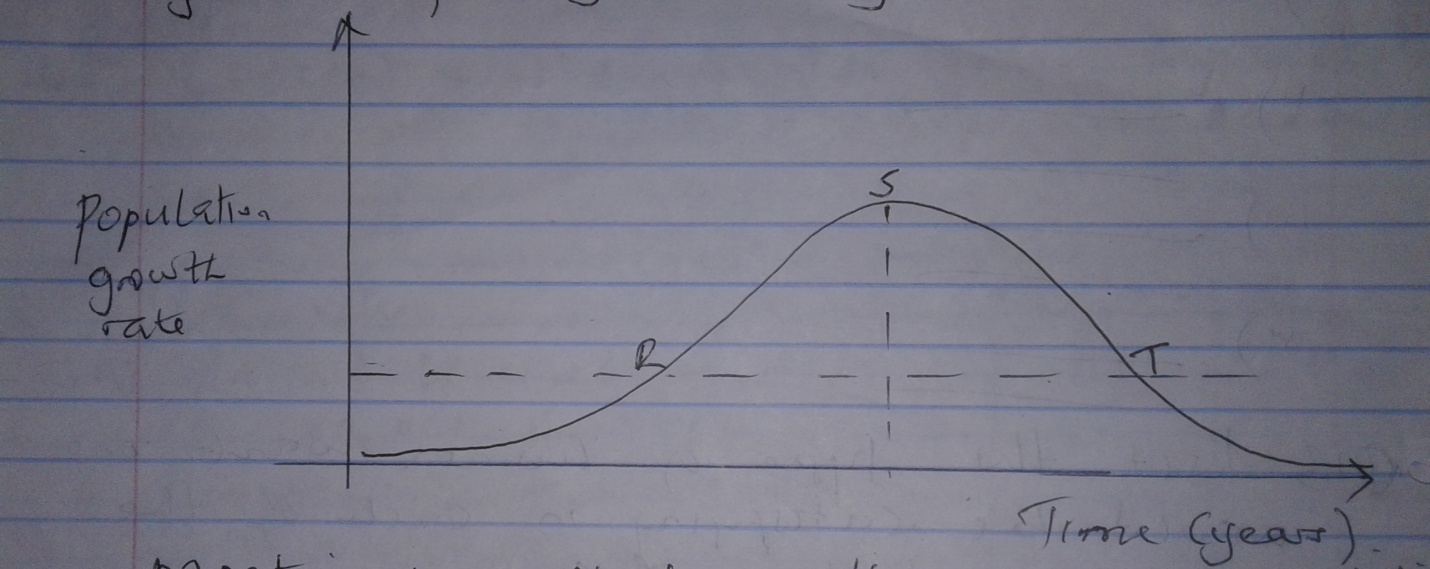 S
Population
growth
rate
R
T
Time (years).